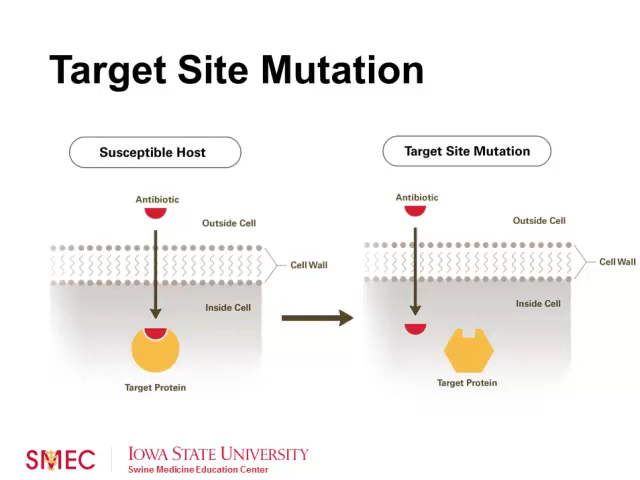 Target Site Mutation
Susceptible Host
Antibiotic
Outside Cell
Cell Wall
Inside Cell
Target Protein
Target Site Mutation
Antibiotic
Outside Cell
Cell Wall
Inside Cell
Target Protein
SMEC
IOWA STATE UNIVERSITY
Swine Medicine Education Center